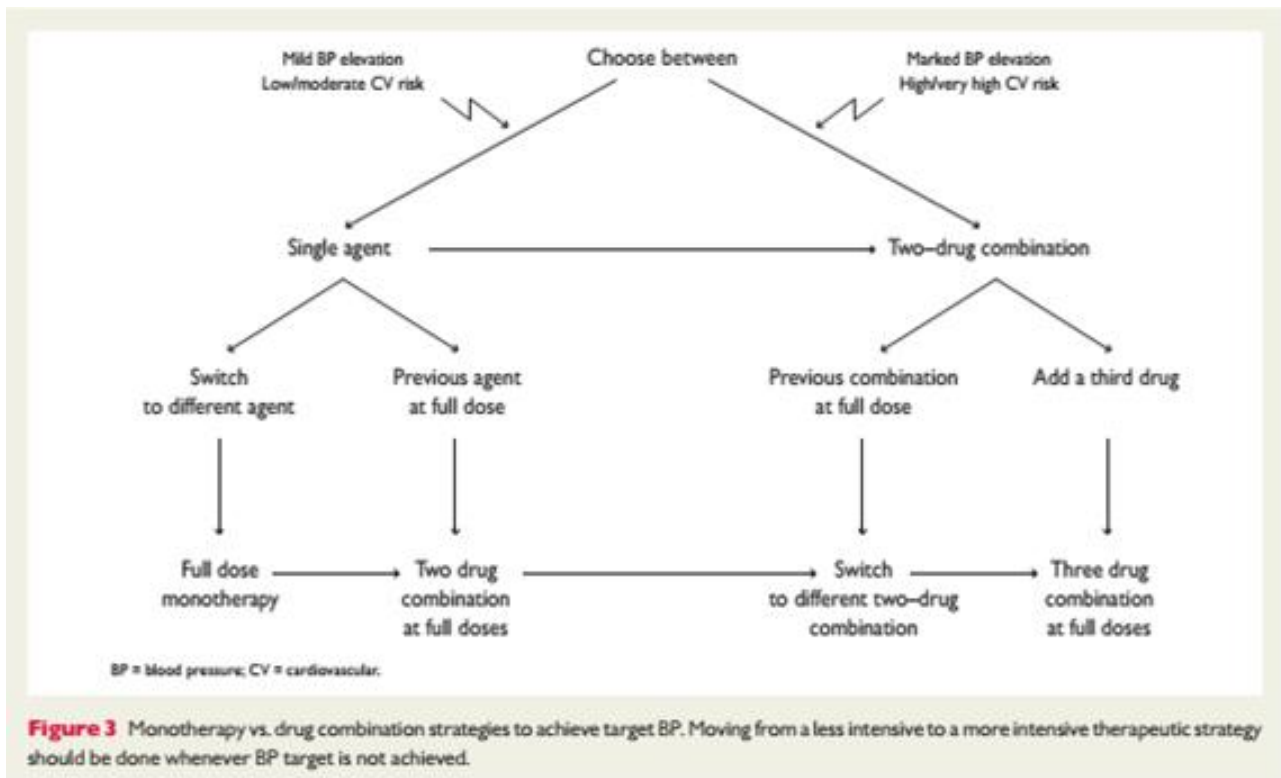 Mild BP elevation
Low/moderate CV risk
Choose between
Marked BP elevation
High/very high CV risk
Single agent
Two–drug combination
Switch
to different agent
Previous agent
at full dose
Previous combination
at full dose
Add a third drug
Full dose
monotherapy
Two drug
combination
at full doses
Switch
to different two–drug
combination
Three drug
combination
at full doses
BP = blood pressure; CV = cardiovascular.
Figure 3 Monotherapy vs. drug combination strategies to achieve target BP. Moving from a less intensive to a more intensive therapeutic strategy
should be done whenever BP target is not achieved.